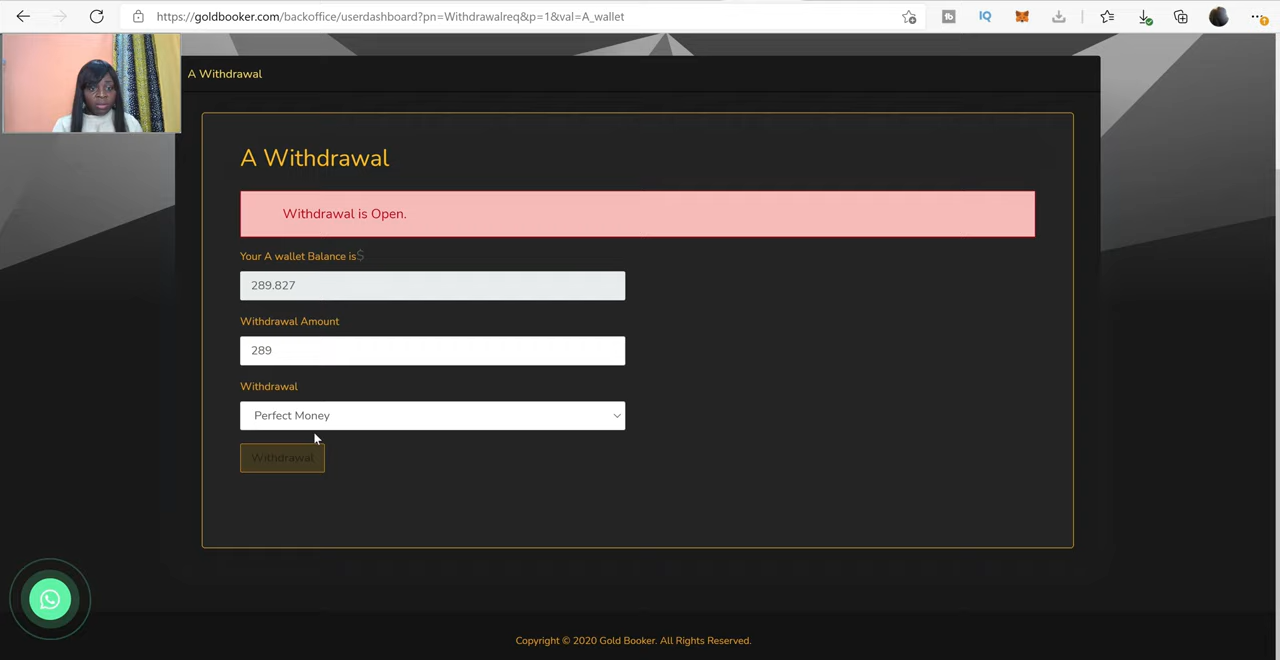 https://goldbooker.com/backoffice/userdashboard?pn=Withdrawalreq&p=1&val=A_wallet
IQ
A Withdrawal
A Withdrawal
Withdrawal is Open.
Your A wallet Balance is$
289.827
Withdrawal Amount
289
Withdrawal
Perfect Money
Withdrawal
Copyright © 2020 Gold Booker. All Rights Reserved.